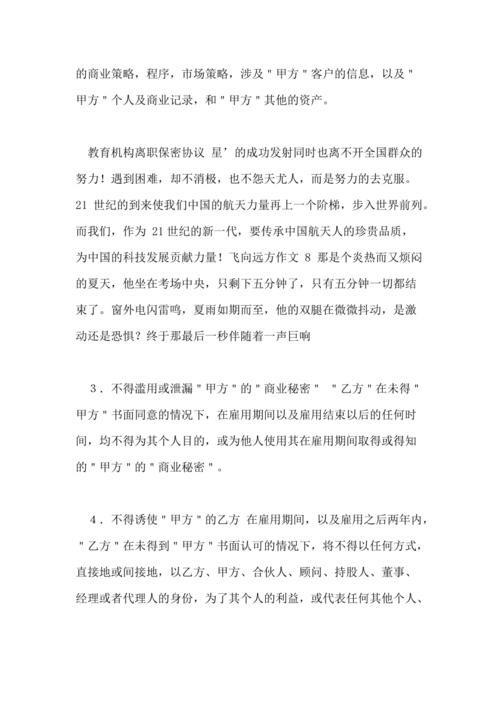 的商业策略，程序，市场策略，涉及＂甲方＂客户的信息，以及＂
甲方＂个人及商业记录，和＂甲方＂其他的资产。
教育机构离职保密协议 星’的成功发射同时也离不开全国群众的
努力！遇到困难，却不消极，也不怨天尤人，而是努力的去克服。
21 世纪的到来使我们中国的航天力量再上一个阶梯，步入世界前列。
而我们，作为 21世纪的新一代，要传承中国航天人的珍贵品质，
为中国的科技发展贡献力量！飞向远方作文 8 那是个炎热而又烦闷
的夏天，他坐在考场中央，只剩下五分钟了，只有五分钟一切都结
束了。窗外电闪雷鸣，夏雨如期而至，他的双腿在微微抖动，是激
动还是恐惧？终于那最后一秒伴随着一声巨响
３．不得滥用或泄漏＂甲方＂的＂商业秘密＂ ＂乙方＂在未得＂
甲方＂书面同意的情况下，在雇用期间以及雇用结束以后的任何时
间，均不得为其个人目的，或为他人使用其在雇用期间取得或得知
的＂甲方＂的＂商业秘密＂。
４．不得诱使＂甲方＂的乙方 在雇用期间，以及雇用之后两年内，
＂乙方＂在未得到＂甲方＂书面认可的情况下，将不得以任何方式，
直接地或间接地，以乙方、甲方、合伙人、顾问、持股人、董事、
经理或者代理人的身份，为了其个人的利益，或代表任何其他个人、